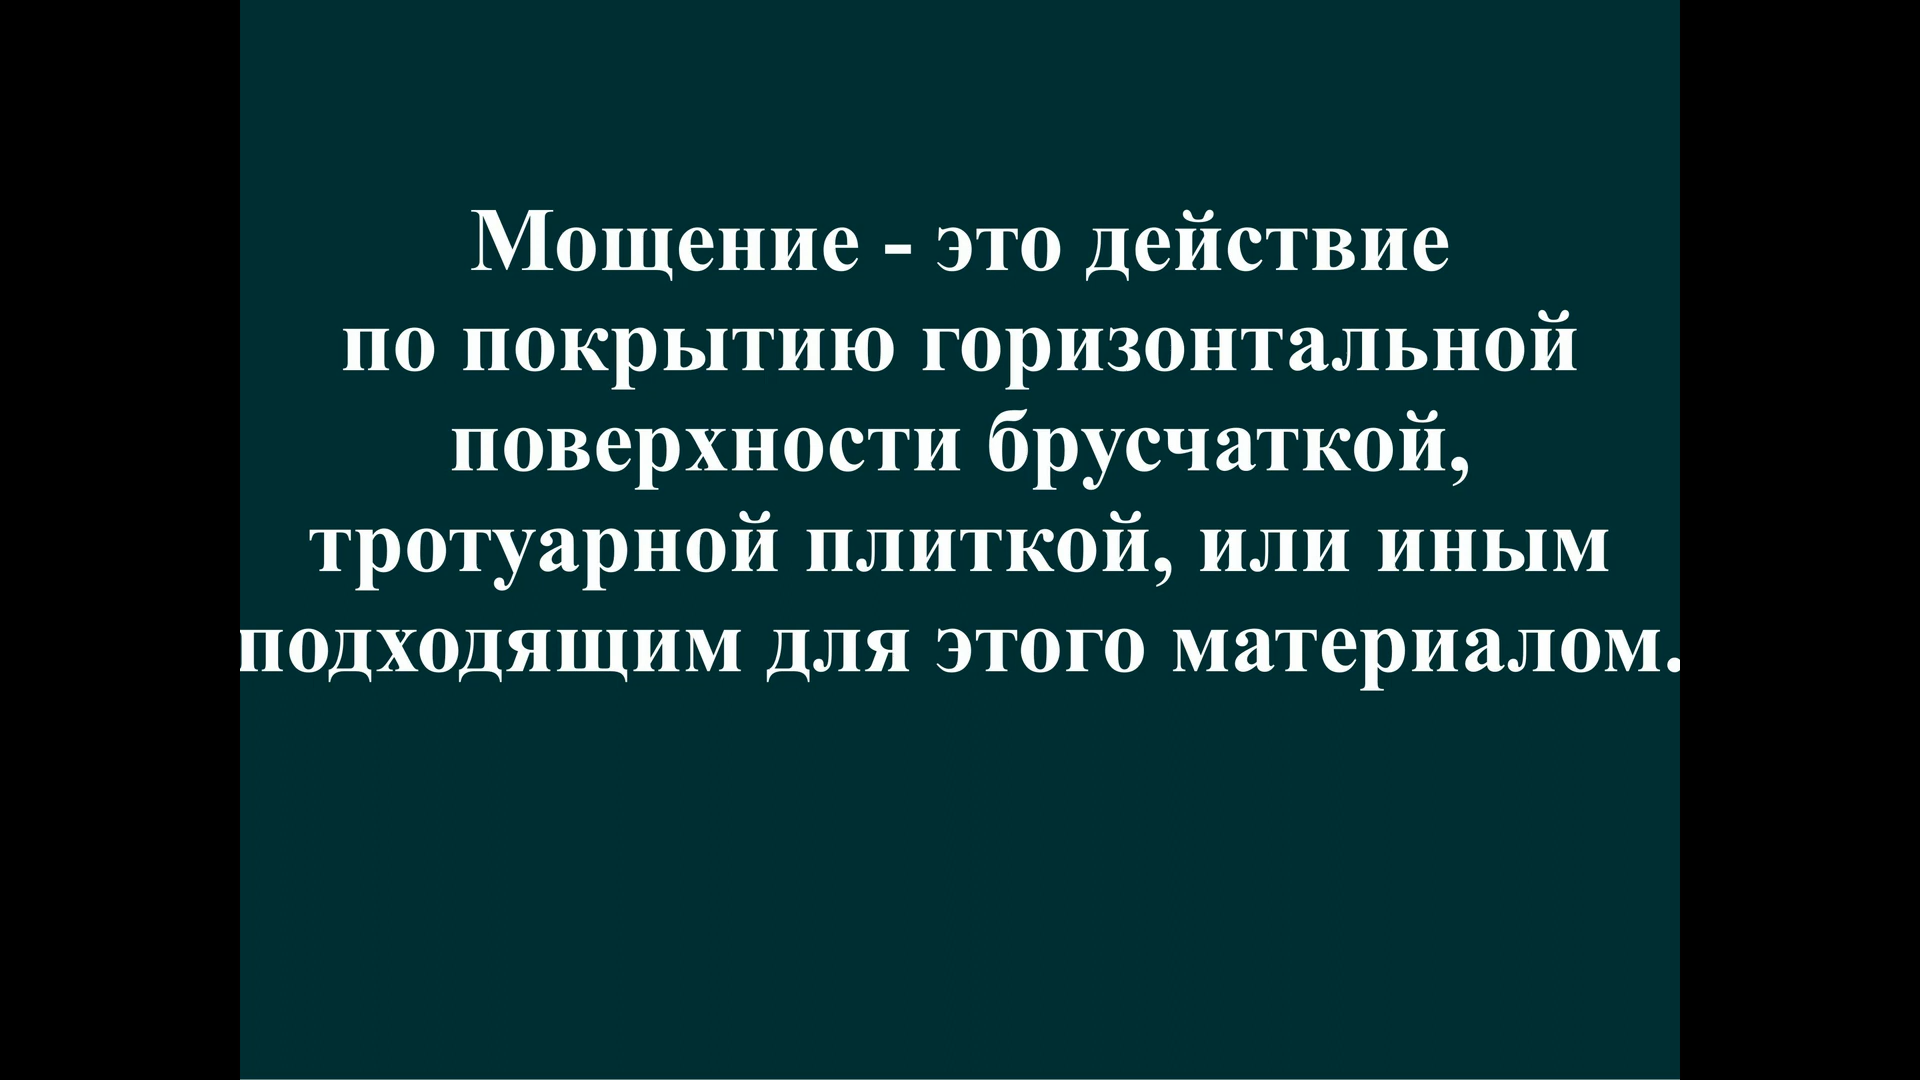 Мощение - это действие
по покрытию горизонтальной
поверхности брусчаткой,
тротуарной плиткой, или иным
подходящим для этого материалом.